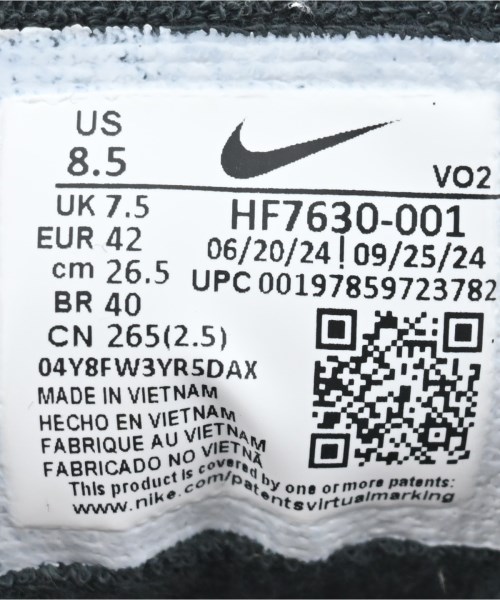 US
8.5
VO2
UK 7.5
HF7630-001
EUR 42
06/20/24 | 09/25/24
cm 26.5
UPC 00197859723782
BR 40
CN 265(2.5)
04Y8FW3YR5DAX
MADE IN VIETNAM
HECHO EN VIETNAM
FABRIQUE AU VIETNAM
FABRICADO NO VIETNÃ
This product is covered by one or more patents:
www.nike.com/patentsvirtualmarking